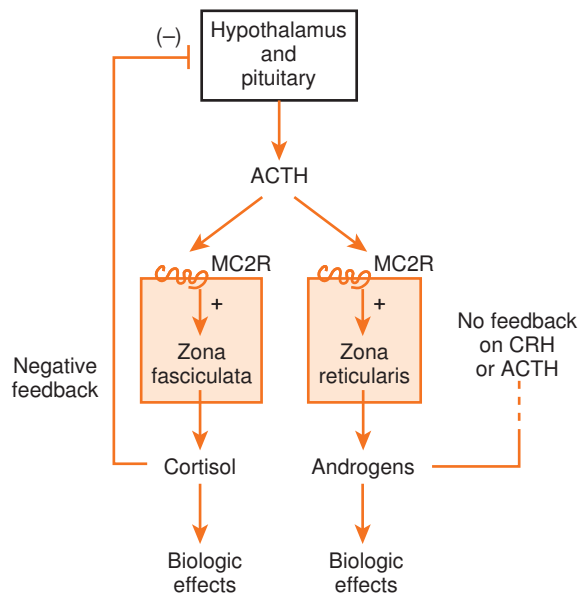 (–)
Hypothalamus
and
pituitary
ACTH
MC2R
MC2R
+
+
Zona
fasciculata
Zona
reticularis
No feedback
on CRH
or ACTH
Negative
feedback
Cortisol
Androgens
Biologic
effects
Biologic
effects